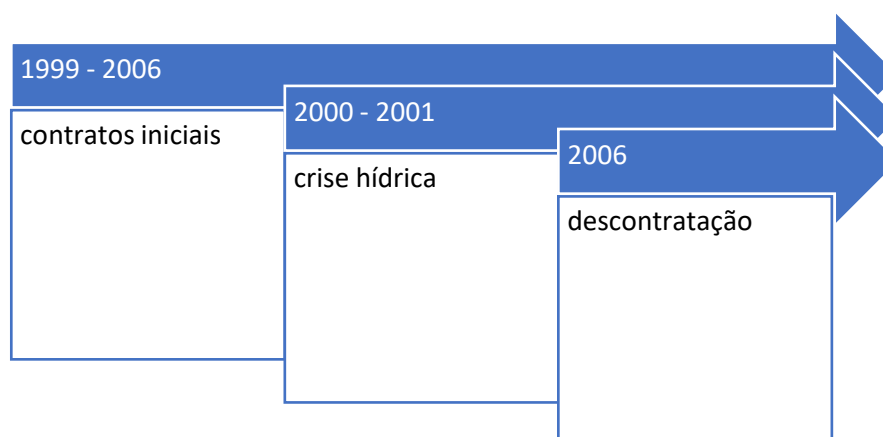 1999 - 2006
contratos iniciais
2000 - 2001
crise hídrica
2006
descontratação